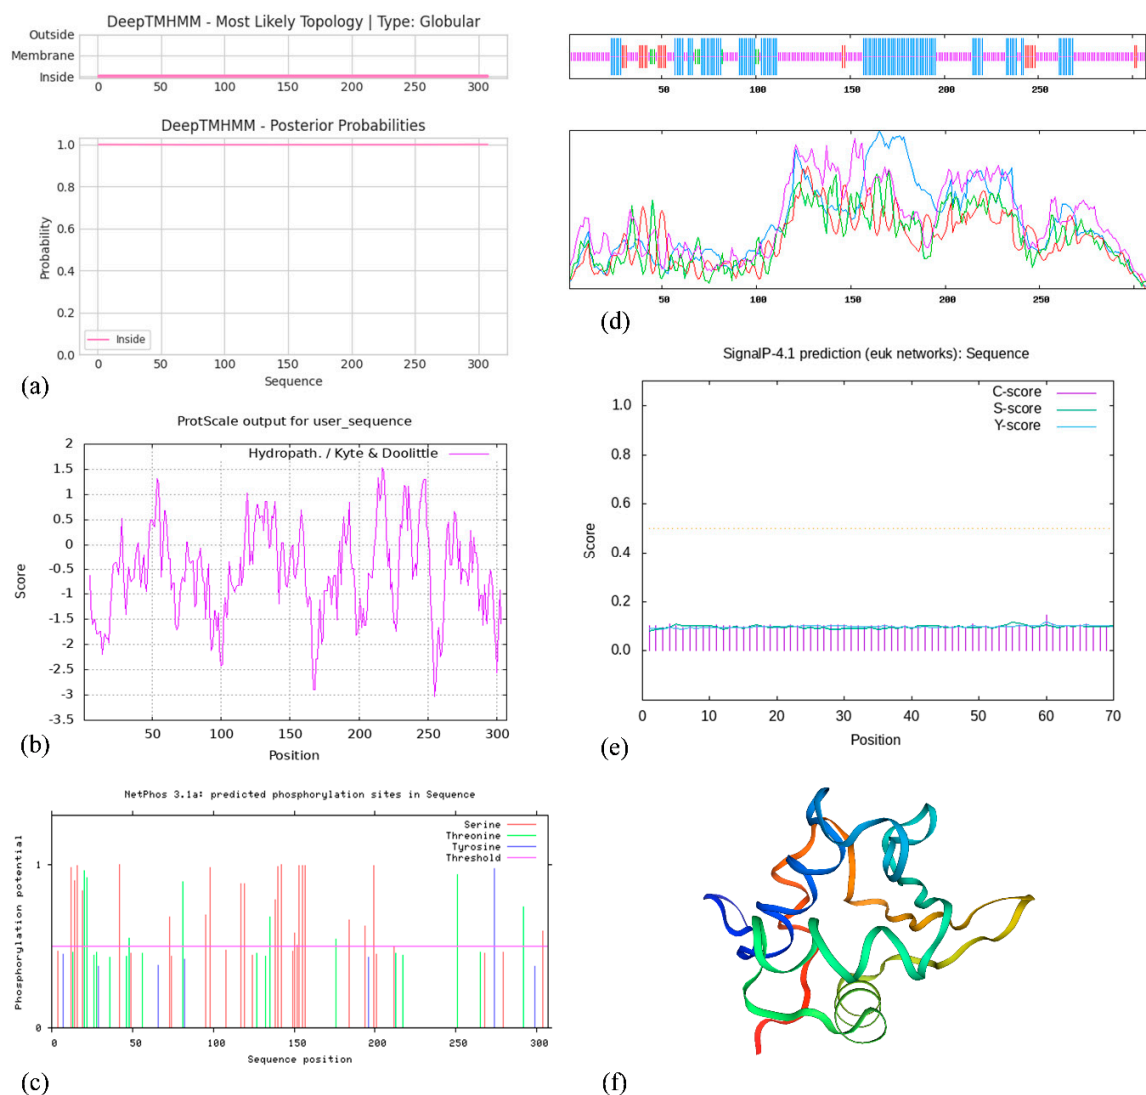 DeepTMHMM - Most Likely Topology | Type: Globular
Outside
Membrane
Inside
0 50 100 150 200 250 300
DeepTMHMM - Posterior Probabilities
1.0
0.8
0.6
0.4
0.2
0.0
Probability
Inside
0 50 100 150 200 250 300
Sequence
(a)
ProtScale output for user_sequence
Hydropath. / Kyte & Doolittle
2
1.5
1
0.5
0
-0.5
-1
-1.5
-2
-2.5
-3
-3.5
Score
50 100 150 200 250 300
Position
(b)
NetPhos 3.1a: predicted phosphorylation sites in Sequence
Serine
Threonine
Tyrosine
Threshold
Phosphorylation potential
1
0
0 50 100 150 200 250 300
Sequence position
(c)
50 100 150 200 250
50 100 150 200 250
(d)
SignalP-4.1 prediction (euk networks): Sequence
C-score
S-score
Y-score
1.0
0.8
0.6
0.4
0.2
0.0
Score
0 10 20 30 40 50 60 70
Position
(e)
(f)